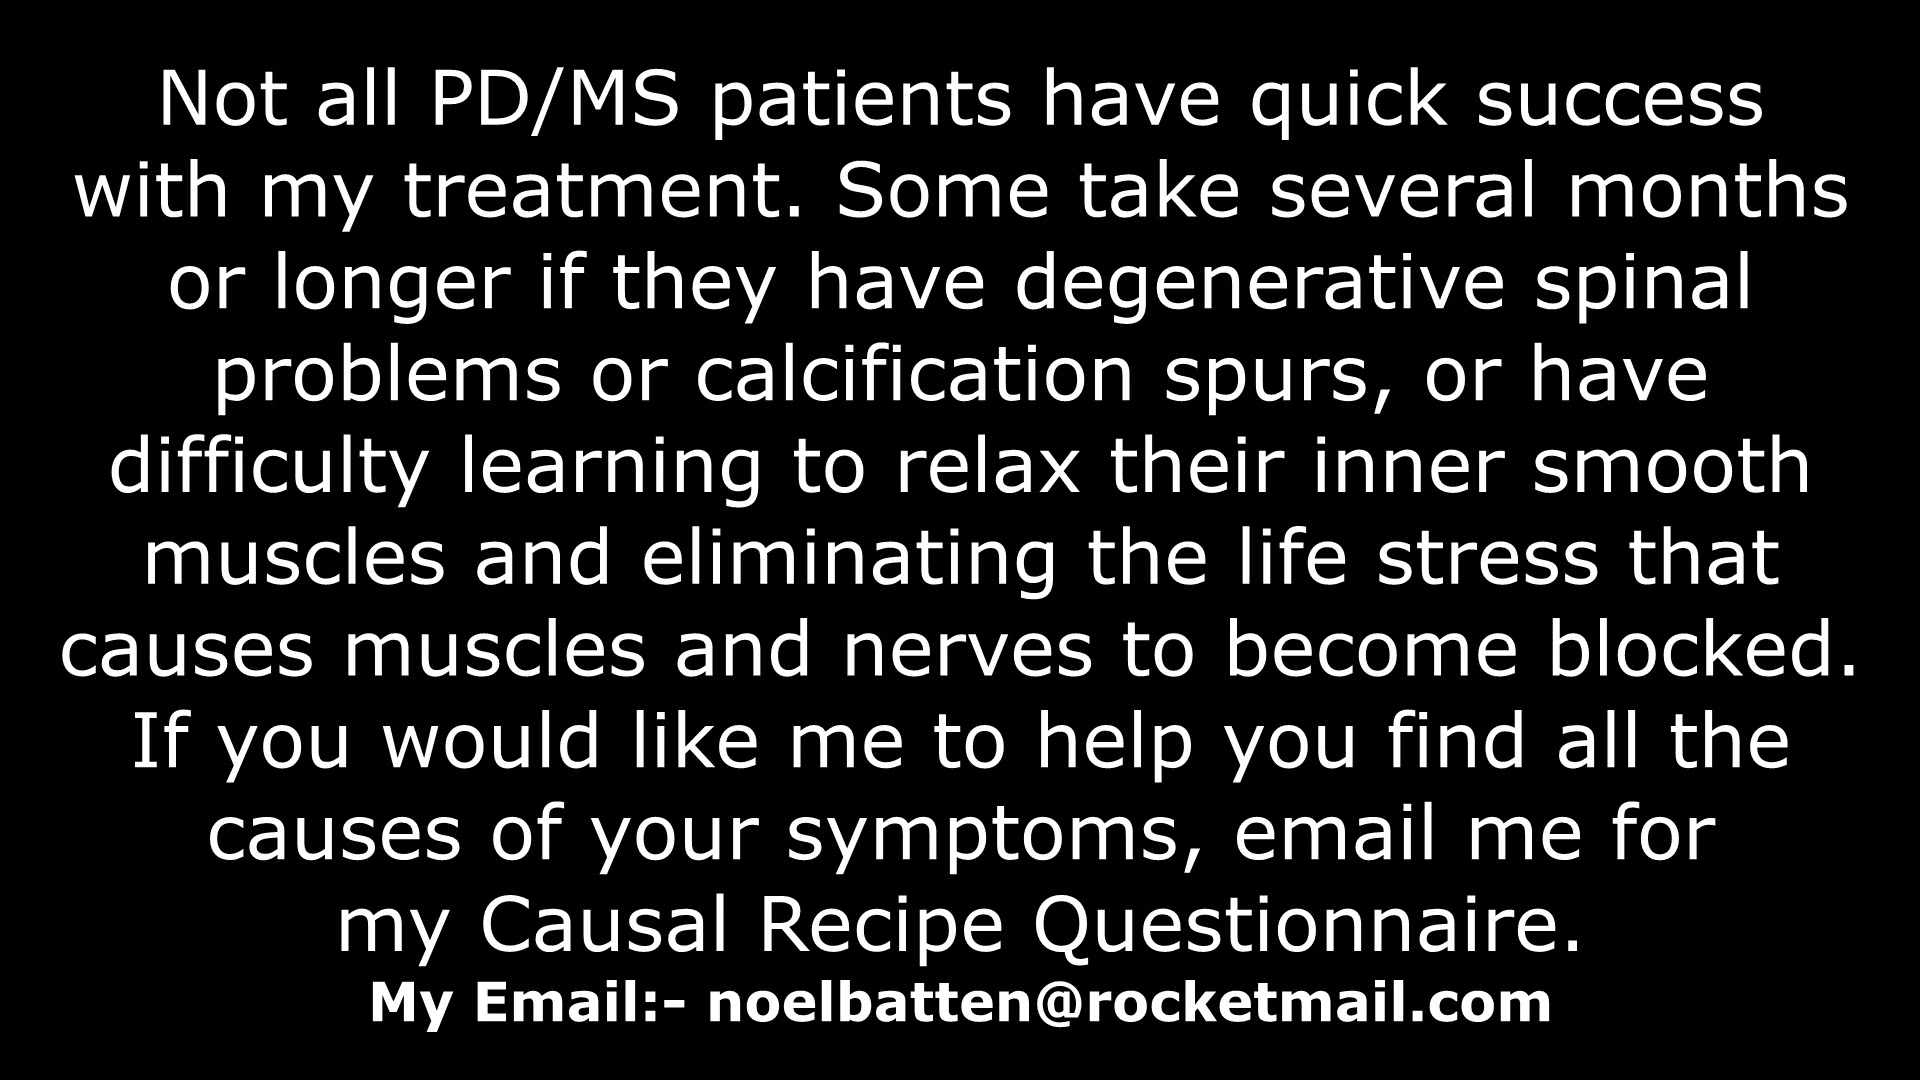 Not all PD/MS patients have quick success
with my treatment. Some take several months
or longer if they have degenerative spinal
problems or calcification spurs, or have
difficulty learning to relax their inner smooth
muscles and eliminating the life stress that
causes muscles and nerves to become blocked.
If you would like me to help you find all the
causes of your symptoms, email me for
my Causal Recipe Questionnaire.
My Email:- noelbatten@rocketmail.com